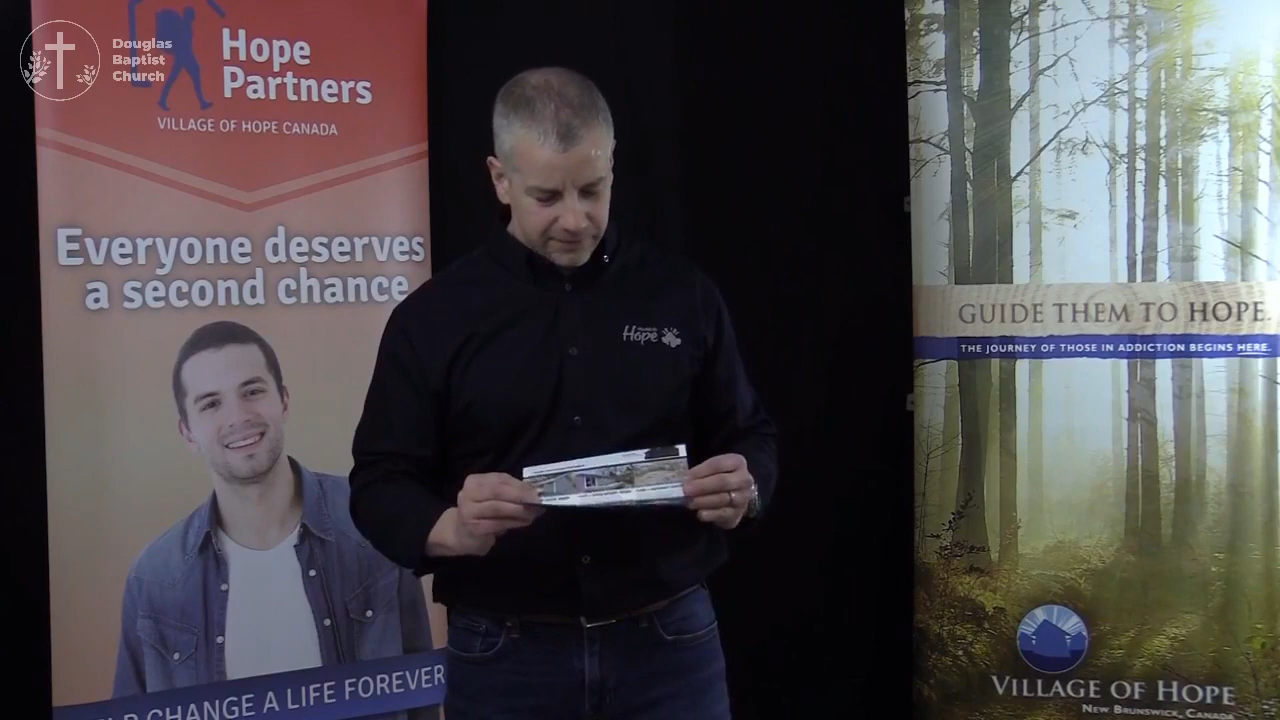 Douglas
Baptist
Church
Hope
Partners
VILLAGE OF HOPE CANADA
Everyone deserves
a second chance
CHANGE A LIFE FOREVER
Hope
GUIDE THEM TO HOPE.
THE JOURNEY OF THOSE IN ADDICTION BEGINS HERE.
VILLAGE OF HOPE
NEW BRUNSWICK, CANADA